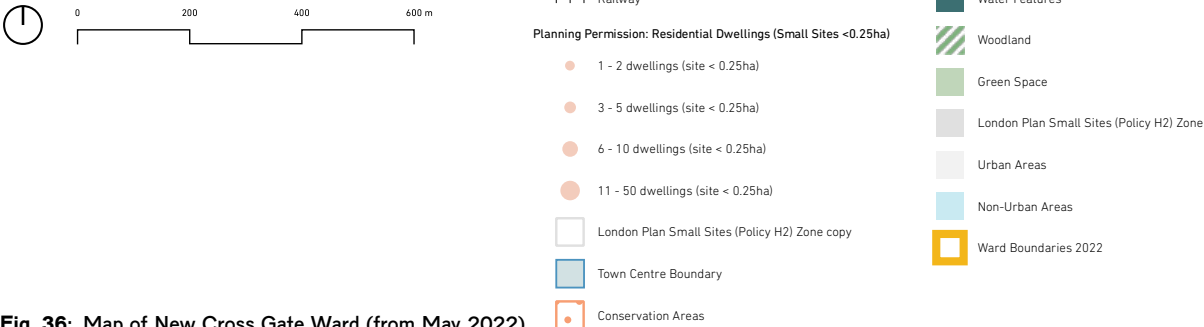 0 200 400 600 m
Railway
Planning Permission: Residential Dwellings (Small Sites <0.25ha)
1 - 2 dwellings (site < 0.25ha)
3 - 5 dwellings (site < 0.25ha)
6 - 10 dwellings (site < 0.25ha)
11 - 50 dwellings (site < 0.25ha)
London Plan Small Sites (Policy H2) Zone copy
Town Centre Boundary
Conservation Areas
Water Features
Woodland
Green Space
London Plan Small Sites (Policy H2) Zone
Urban Areas
Non-Urban Areas
Ward Boundaries 2022
Fig. 36: Map of New Cross Gate Ward (from May 2022)